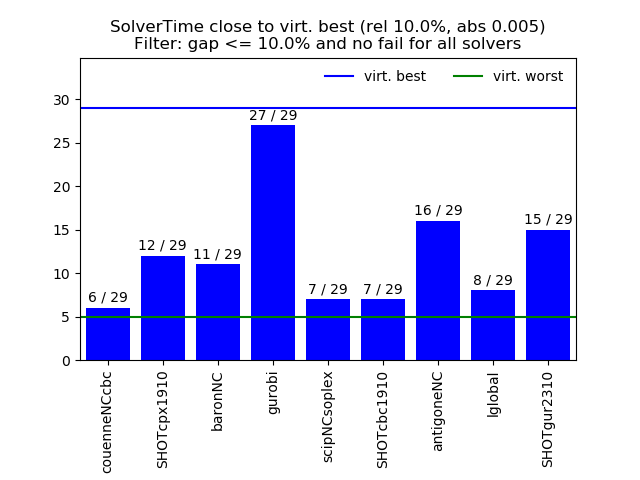 SolverTime close to virt. best (rel 10.0%, abs 0.005)
Filter: gap <= 10.0% and no fail for all solvers
virt. best
virt. worst
30
25
20
15
10
5
0
6 / 29
12 / 29
11 / 29
27 / 29
7 / 29
7 / 29
16 / 29
8 / 29
15 / 29
couenneNCcbc
SHOTcpx1910
baronNC
gurobi
scipNCsoplex
SHOTcbc1910
antigoneNC
lglobal
SHOTgur2310